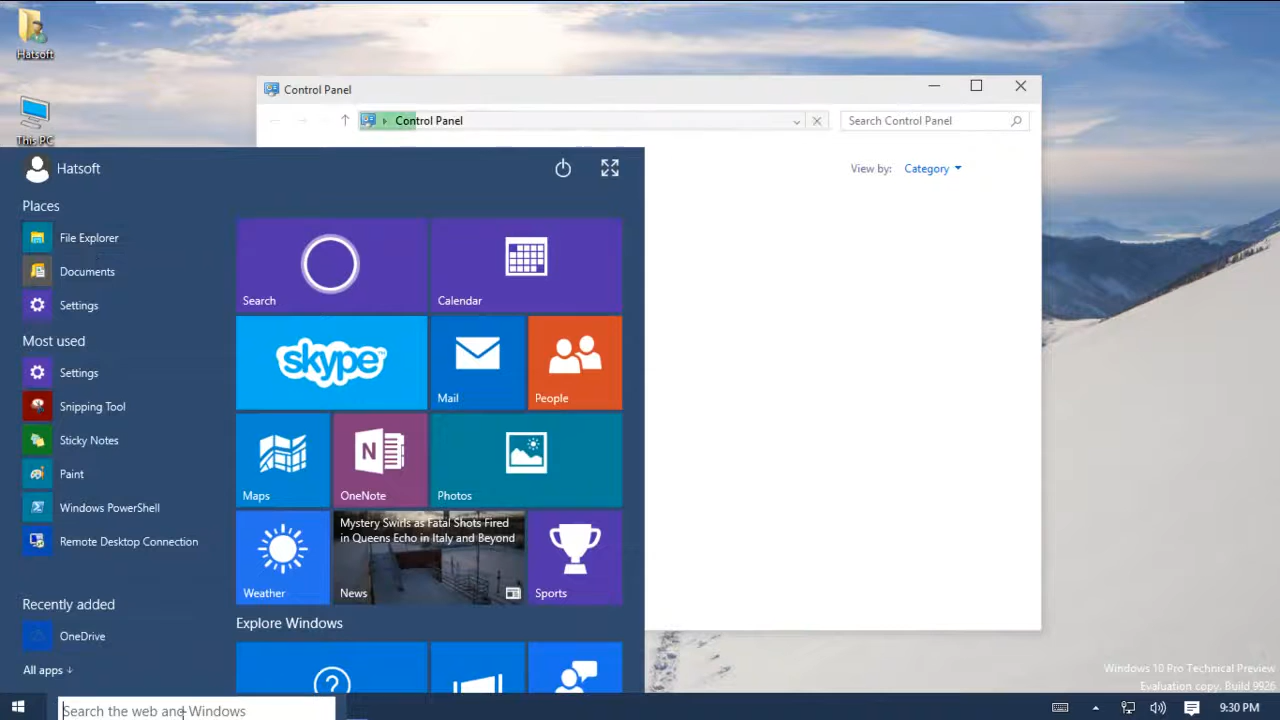 Hatsoft
This PC
Control Panel
Control Panel
Search Control Panel
View by: Category
Hatsoft
Places
File Explorer
Documents
Settings
Most used
Settings
Snipping Tool
Sticky Notes
Paint
Windows PowerShell
Remote Desktop Connection
Recently added
OneDrive
All apps
Search
Calendar
skype™
Mail
People
Maps
N
OneNote
Photos
Weather
Mystery Swirls as Fatal Shots Fired
in Queens Echo in Italy and Beyond
News
Sports
Explore Windows
?
Search the web and Windows
Windows 10 Pro Technical Preview
Evaluation copy. Build 9926
9:30 PM